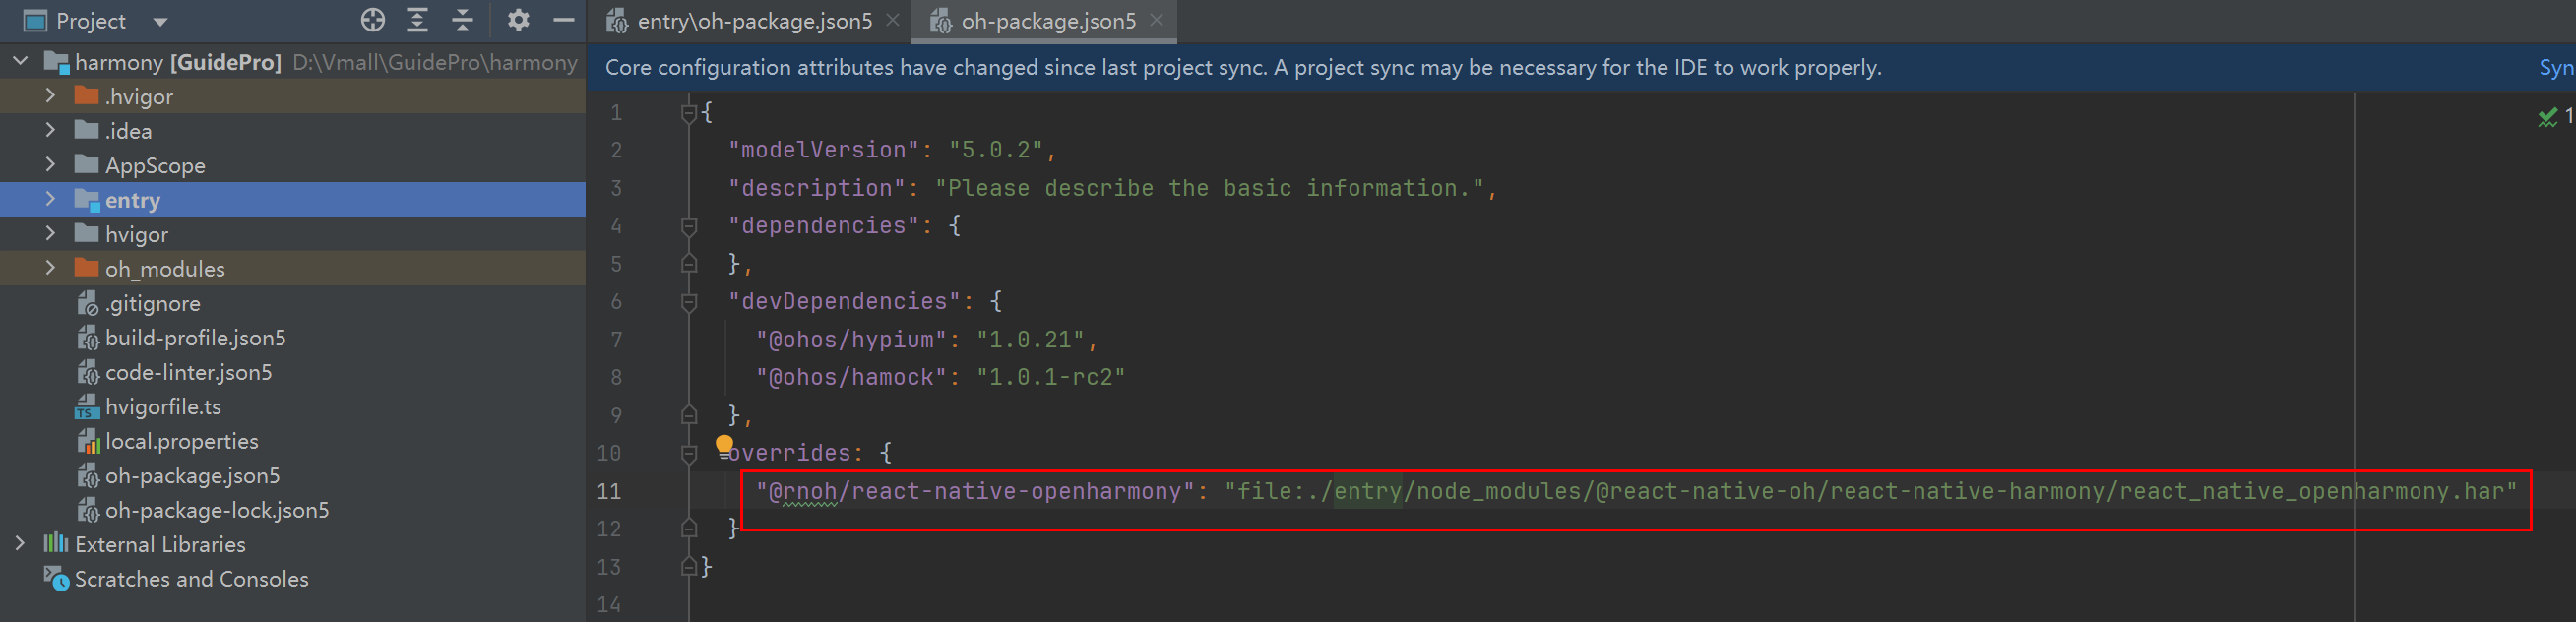 Project
harmony [GuidePro] D:\Vmall\GuidePro\harmony
.hvigor
.idea
AppScope
entry
hvigor
oh_modules
.gitignore
build-profile.json5
code-linter.json5
hvigorfile.ts
local.properties
oh-package.json5
oh-package-lock.json5
External Libraries
Scratches and Consoles
entry\oh-package.json5 oh-package.json5
Core configuration attributes have changed since last project sync. A project sync may be necessary for the IDE to work properly. Syn
1 { 1
2 "modelVersion": "5.0.2",
3 "description": "Please describe the basic information.",
4 "dependencies": {
5 },
6 "devDependencies": {
7 "@ohos/hypium": "1.0.21",
8 "@ohos/hamock": "1.0.1-rc2"
9 },
10 overrides: {
11 "@rnoh/react-native-openharmony": "file:./entry/node_modules/@react-native-oh/react-native-harmony/react_native_openharmony.har"
12 }
13 }
14